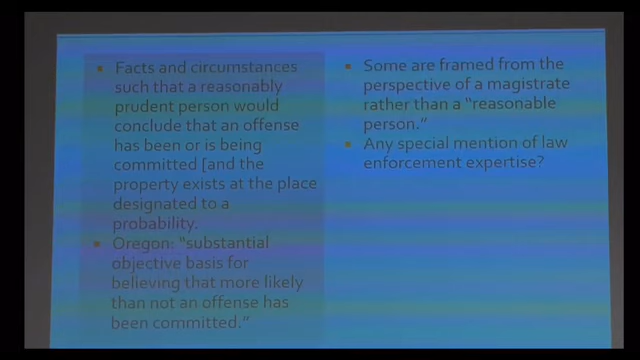 Facts and circumstances
such that a reasonably
prudent person would
conclude that an offense
has been or is being
committed [and the
property exists at the place
designated to a
probability.
Oregon: “substantial
objective basis for
believing that more likely
than not an offense has
been committed.”
Some are framed from the
perspective of a magistrate
rather than a “reasonable
person.”
Any special mention of law
enforcement expertise?